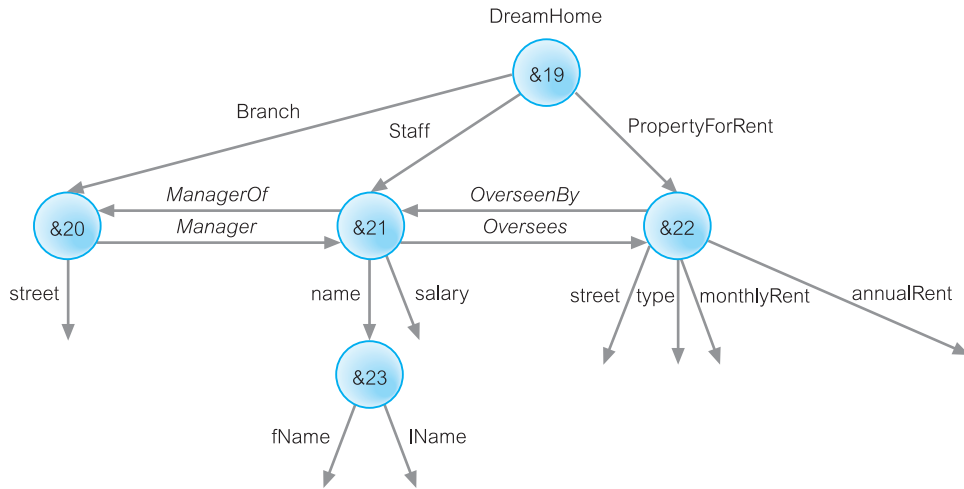 DreamHome
&19
Branch
Staff
PropertyForRent
ManagerOf
OverseenBy
&20
Manager
&21
Oversees
&22
street
name
salary
street
type
monthlyRent
annualRent
&23
fName
lName